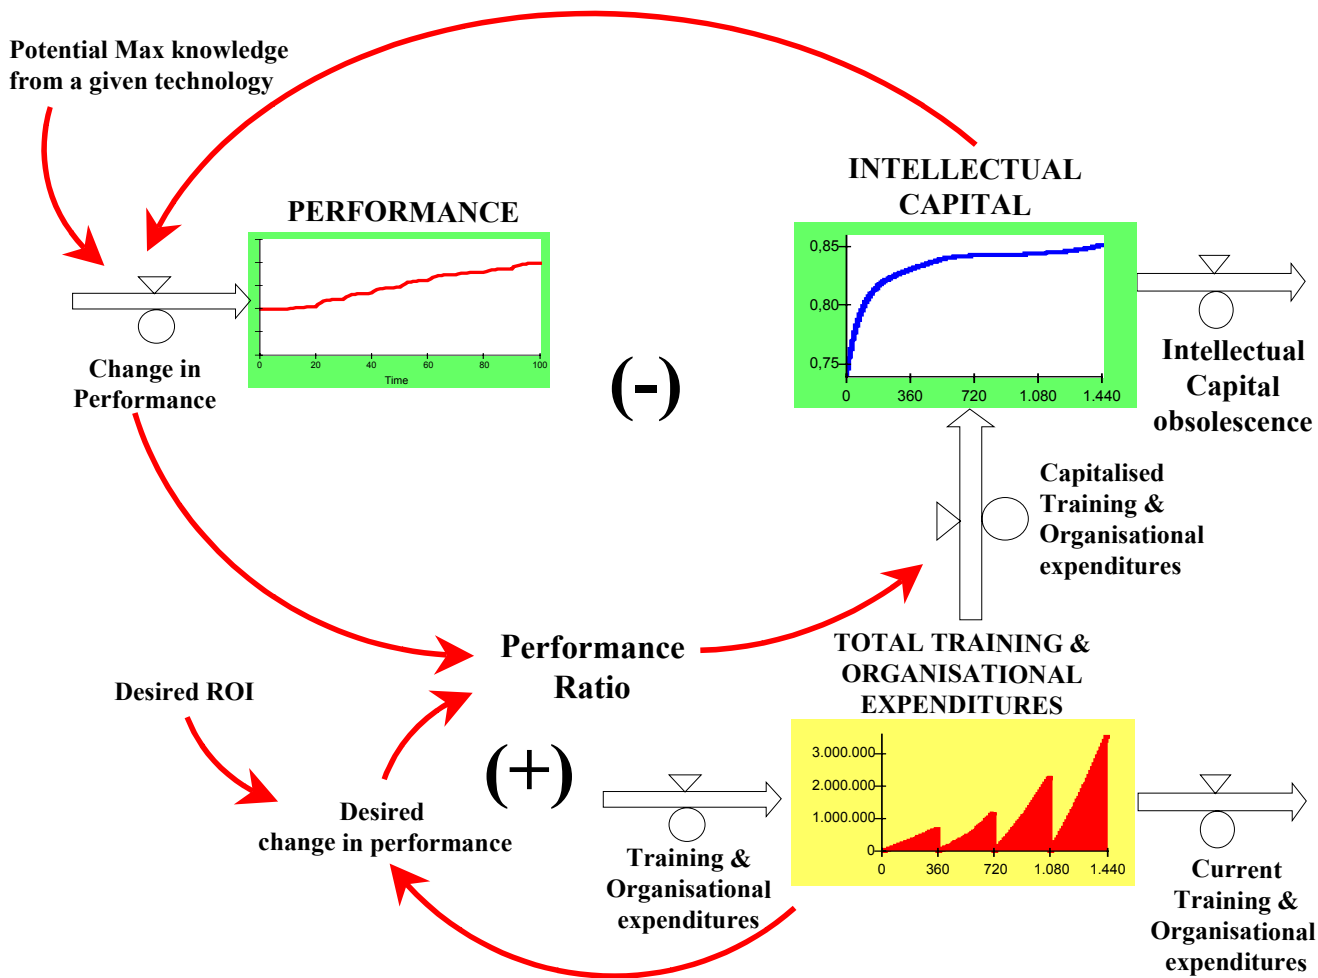 Potential Max knowledge
from a given technology
PERFORMANCE
0
20
40
60
80
100
Time
Change in
Performance
(-)
INTELLECTUAL
CAPITAL
0,85
0,80
0,75
0
360
720
1.080
1.440
Intellectual
Capital
obsolescence
Capitalised
Training &
Organisational
expenditures
Performance
Ratio
Desired ROI
(+)
Desired
change in performance
TOTAL TRAINING &
ORGANISATIONAL
EXPENDITURES
3.000.000
2.000.000
1.000.000
0
0
360
720
1.080
1.440
Training &
Organisational
expenditures
Current
Training &
Organisational
expenditures